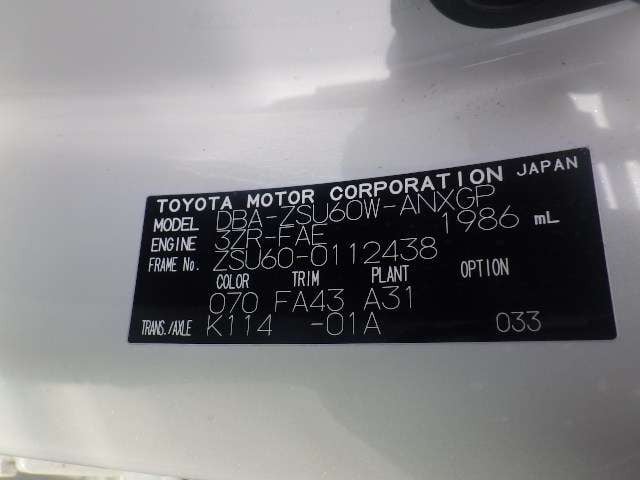 TOYOTA MOTOR CORPORATION JAPAN
MODEL DBA-ZSU60W-ANXGP
ENGINE 3ZR-FAE 1986 mL
FRAME No. ZSU60-0112438
COLOR TRIM PLANT OPTION
070 FA43 A31
TRANS./AXLE K114 -01A 033